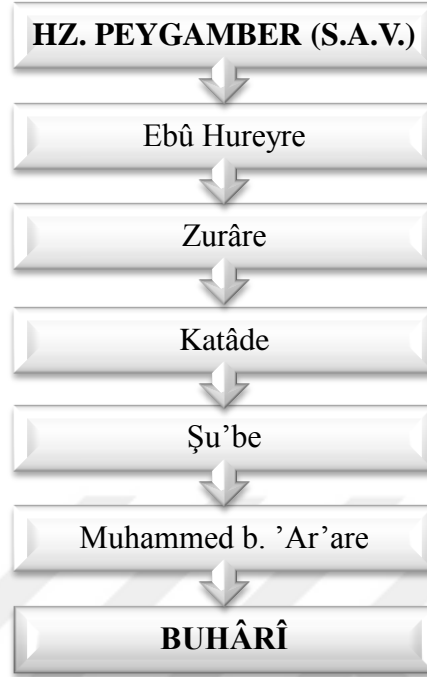 HZ. PEYGAMBER (S.A.V.)
Ebû Hureyre
Zurâre
Katâde
Şu’be
Muhammed b. ’Ar’are
BUHÂRÎ